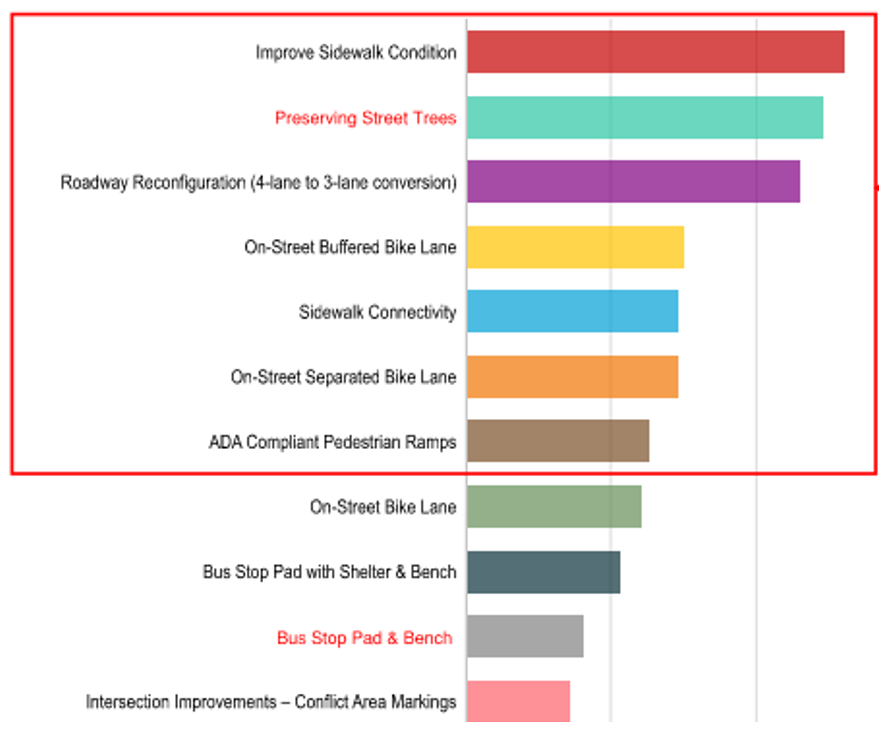 Improve Sidewalk Condition
Preserving Street Trees
Roadway Reconfiguration (4-lane to 3-lane conversion)
On-Street Buffered Bike Lane
Sidewalk Connectivity
On-Street Separated Bike Lane
ADA Compliant Pedestrian Ramps
On-Street Bike Lane
Bus Stop Pad with Shelter & Bench
Bus Stop Pad & Bench
Intersection Improvements – Conflict Area Markings